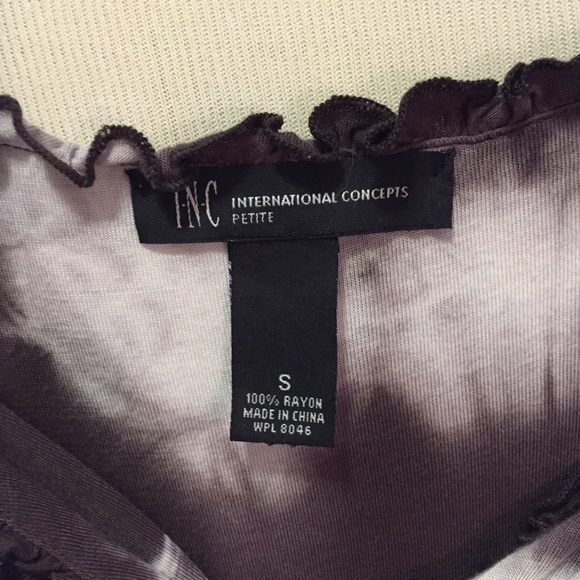 I·N·C INTERNATIONAL CONCEPTS
PETITE
S
100% RAYON
MADE IN CHINA
WPL 8046